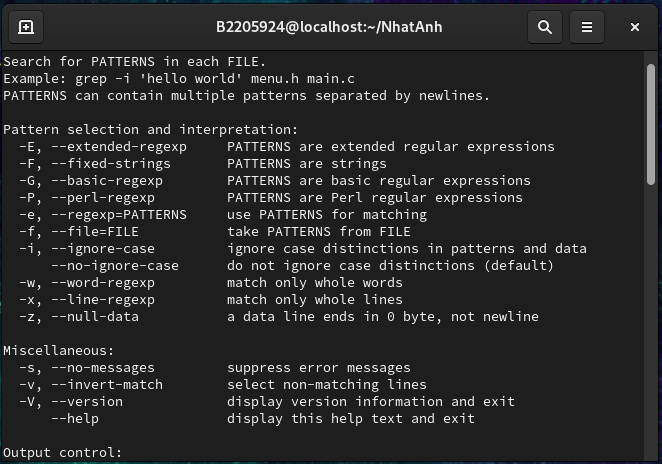 B2205924@localhost:~/NhatAnh
Search for PATTERNS in each FILE.
Example: grep -i 'hello world' menu.h main.c
PATTERNS can contain multiple patterns separated by newlines.

Pattern selection and interpretation:
  -E, --extended-regexp     PATTERNS are extended regular expressions
  -F, --fixed-strings       PATTERNS are strings
  -G, --basic-regexp        PATTERNS are basic regular expressions
  -P, --perl-regexp         PATTERNS are Perl regular expressions
  -e, --regexp=PATTERNS     use PATTERNS for matching
  -f, --file=FILE           take PATTERNS from FILE
  -i, --ignore-case         ignore case distinctions in patterns and data
      --no-ignore-case      do not ignore case distinctions (default)
  -w, --word-regexp         match only whole words
  -x, --line-regexp         match only whole lines
  -z, --null-data           a data line ends in 0 byte, not newline

Miscellaneous:
  -s, --no-messages         suppress error messages
  -v, --invert-match        select non-matching lines
  -V, --version             display version information and exit
      --help                display this help text and exit

Output control: